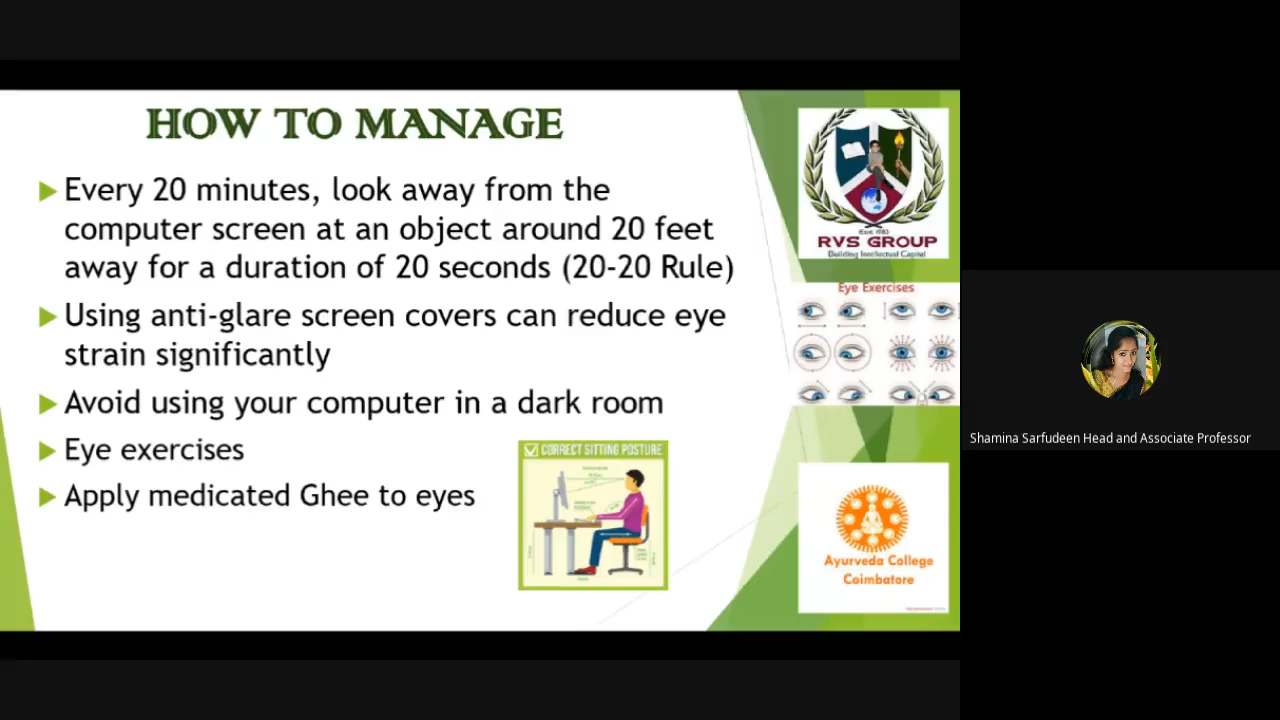 HOW TO MANAGE
Every 20 minutes, look away from the
computer screen at an object around 20 feet
away for a duration of 20 seconds (20-20 Rule)
Using anti-glare screen covers can reduce eye
strain significantly
Avoid using your computer in a dark room
Eye exercises
Apply medicated Ghee to eyes
CORRECT SITTING POSTURE
Estd. 1983
RVS GROUP
Building Intellectual Capital
Eye Exercises
Ayurveda College
Coimbatore
Shamina Sarfudeen Head and Associate Professor